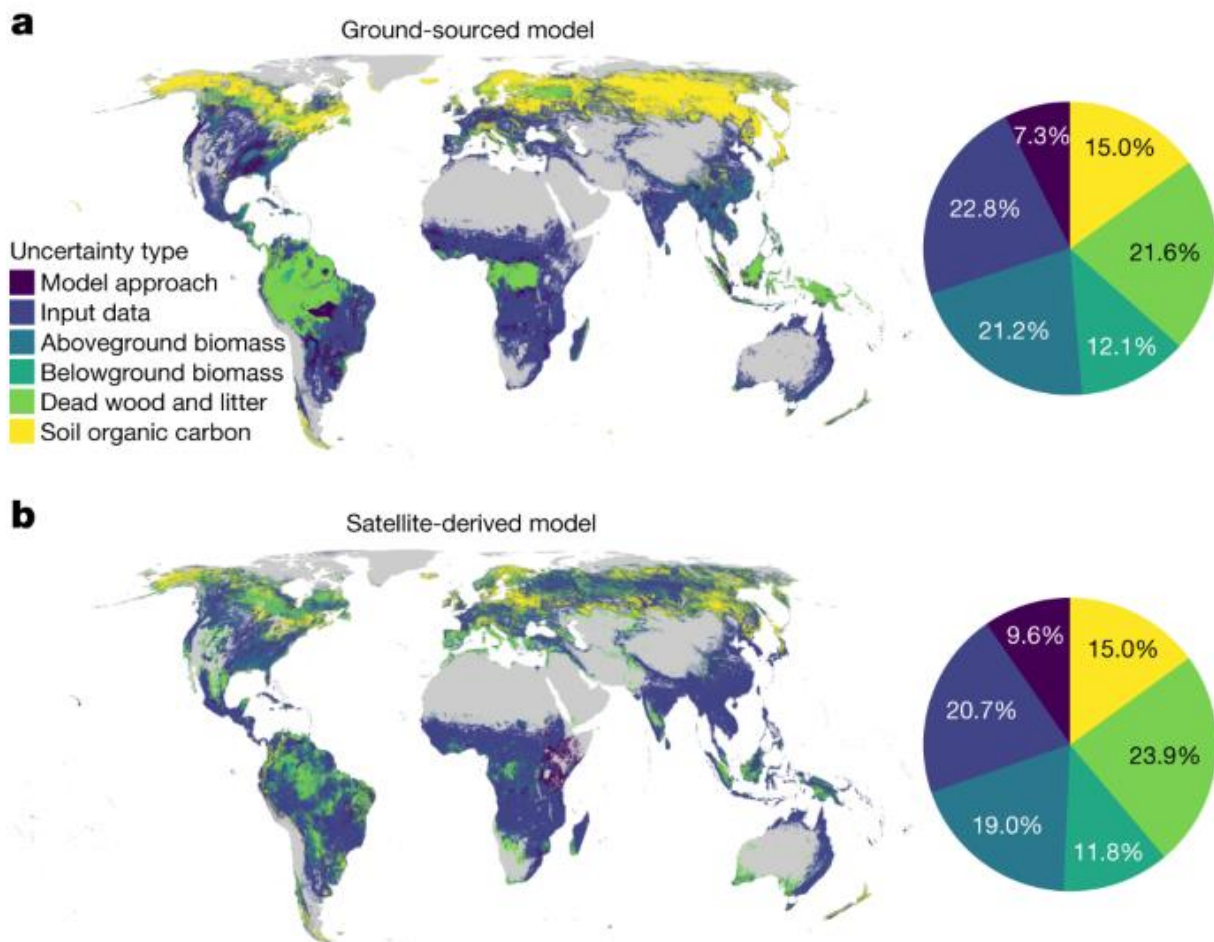 a
Ground-sourced model
Uncertainty type
Model approach
Input data
Aboveground biomass
Belowground biomass
Dead wood and litter
Soil organic carbon
7.3%
15.0%
22.8%
21.6%
21.2%
12.1%
b
Satellite-derived model
9.6%
15.0%
20.7%
23.9%
19.0%
11.8%